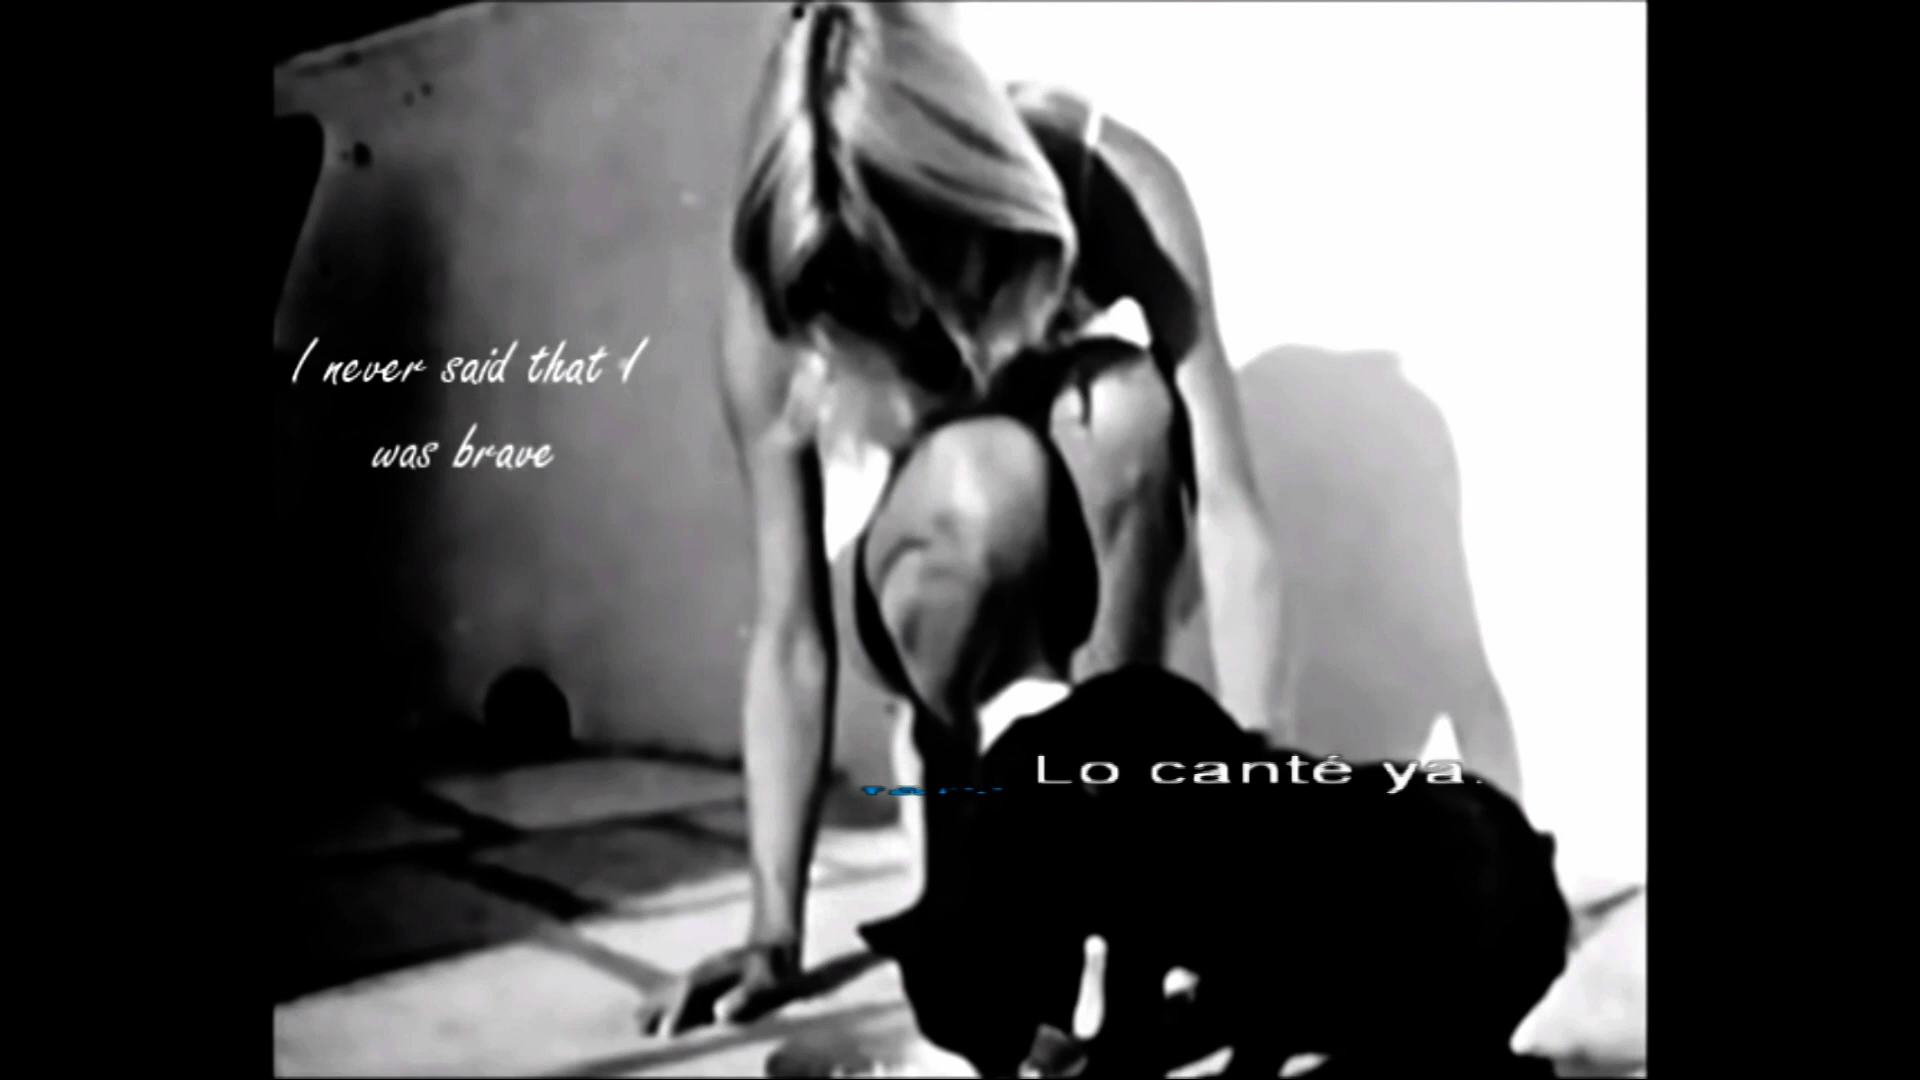 I never said that I
was brave
Lo canté ya.